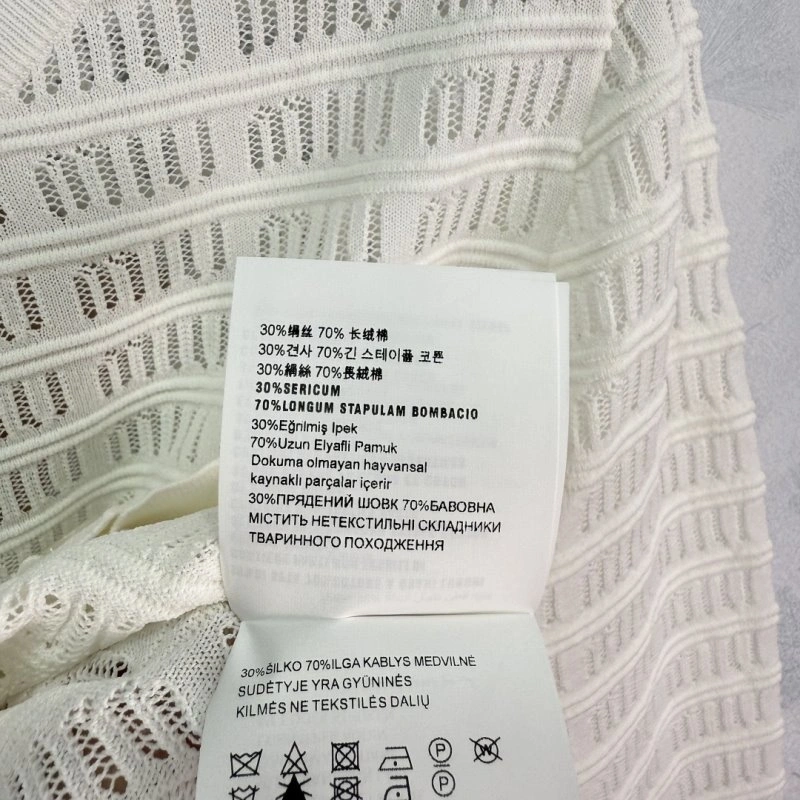 30%绢丝 70% 长绒棉
30%견사 70%긴 스테이플 코튼
30%絹絲 70%長絨棉
30%SERICUM
70%LONGUM STAPULAM BOMBACIO
30%Eğrilmiş Ipek
70%Uzun Elyafli Pamuk
Dokuma olmayan hayvansal
kaynaklı parçalar içerir
30%ПРЯДЕНИЙ ШОВК 70%БАВОВНА
МІСТИТЬ НЕТЕКСТИЛЬНІ СКЛАДНИКИ
ТВАРИННОГО ПОХОДЖЕННЯ
30%ŠILKO 70%ILGA KABLYS MEDVILNĖ
SUDĖTYJE YRA GYŪNINĖS
KILMĖS NE TEKSTILĖS DALIŲ
P W
P